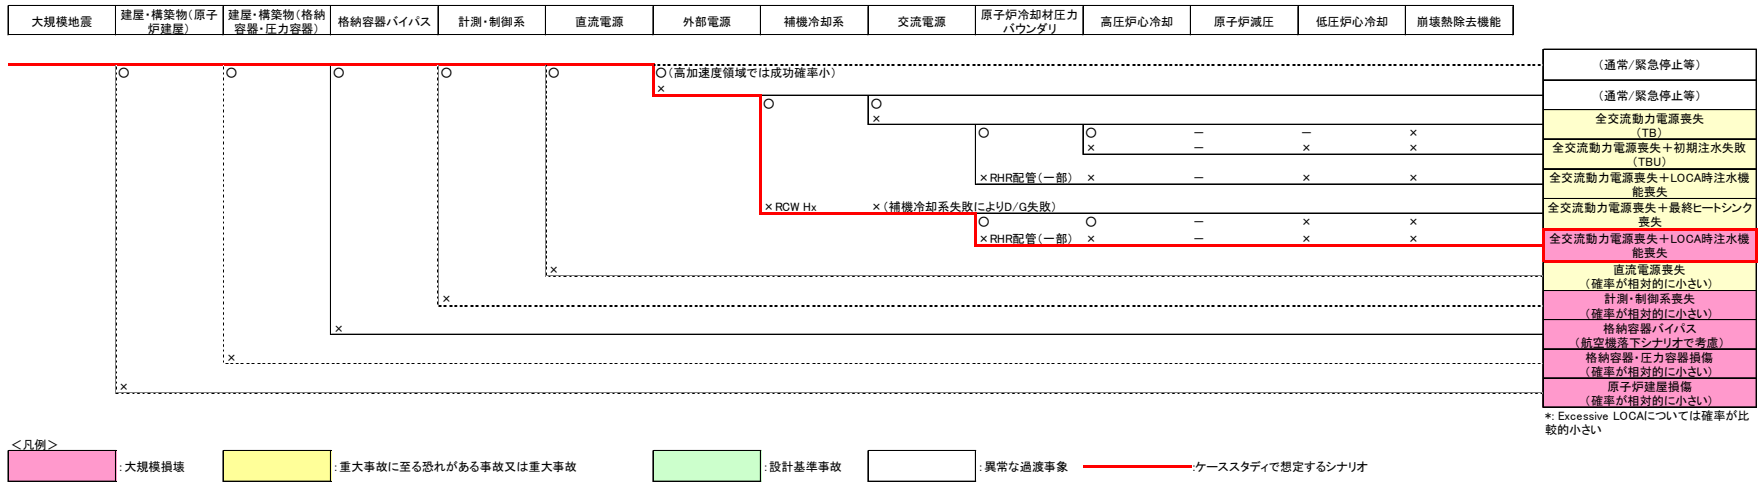 大規模地震
建屋・構築物(原子
炉建屋)
建屋・構築物(格納
容器・圧力容器)
格納容器バイパス
計測・制御系
直流電源
外部電源
補機冷却系
交流電源
原子炉冷却材圧力
バウンダリ
高圧炉心冷却
原子炉減圧
低圧炉心冷却
崩壊熱除去機能
○ ○ ○ ○ ○ ○(高加速度領域では成功確率小)
(通常/緊急停止等)
×
(通常/緊急停止等)
○ ○
×
全交流動力電源喪失
(TB)
○ ○ － － ×
× － × ×
全交流動力電源喪失＋初期注水失敗
(TBU)
×RHR配管(一部) × － × ×
全交流動力電源喪失＋LOCA時注水機
能喪失
×RCW Hx ×(補機冷却系失敗によりD/G失敗)
全交流動力電源喪失＋最終ヒートシンク
喪失
○ ○ － × ×
×RHR配管(一部) × － × ×
全交流動力電源喪失＋LOCA時注水機
能喪失
×
直流電源喪失
(確率が相対的に小さい)
×
計測・制御系喪失
(確率が相対的に小さい)
×
格納容器バイパス
(航空機落下シナリオで考慮)
×
格納容器・圧力容器損傷
(確率が相対的に小さい)
×
原子炉建屋損傷
(確率が相対的に小さい)
*: Excessive LOCAについては確率が比
較的小さい
＜凡例＞
:大規模損壊
:重大事故に至る恐れがある事故又は重大事故
:設計基準事故
:異常な過渡事象
:ケーススタディで想定するシナリオ